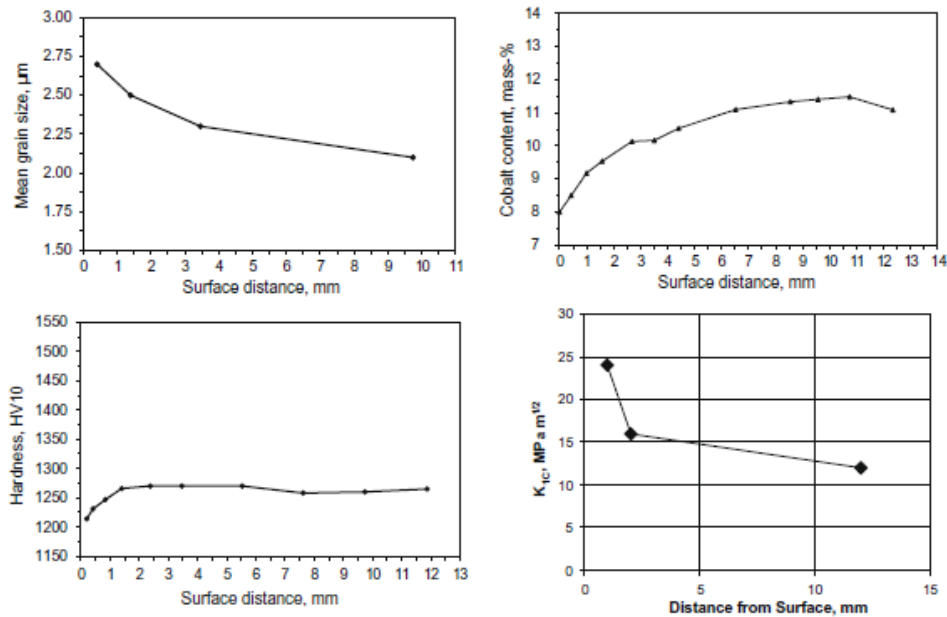 3.00
2.75
2.50
2.25
2.00
1.75
1.50
Mean grain size, µm
0 1 2 3 4 5 6 7 8 9 10 11
Surface distance, mm
14
13
12
11
10
9
8
7
Cobalt content, mass-%
0 1 2 3 4 5 6 7 8 9 10 11 12 13 14
Surface distance, mm
1550
1500
1450
1400
1350
1300
1250
1200
1150
Hardness, HV10
0 1 2 3 4 5 6 7 8 9 10 11 12 13
Surface distance, mm
30
25
20
15
10
5
0
K1C, MPa m1/2
0 5 10 15
Distance from Surface, mm